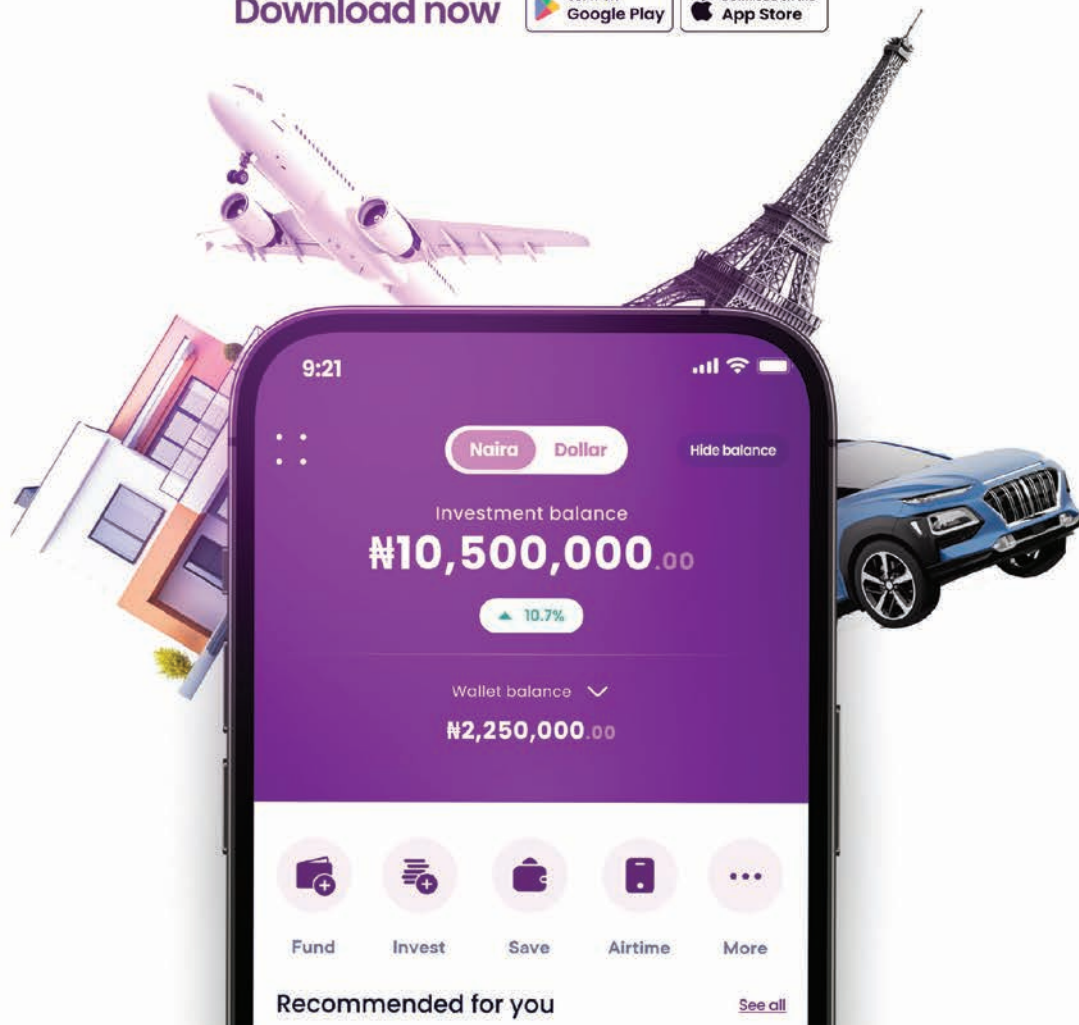 Download now
Google Play
App Store
9:21
Naira Dollar Hide balance
Investment balance
₦10,500,000.00
10.7%
Wallet balance
₦2,250,000.00
Fund Invest Save Airtime More
Recommended for you See all